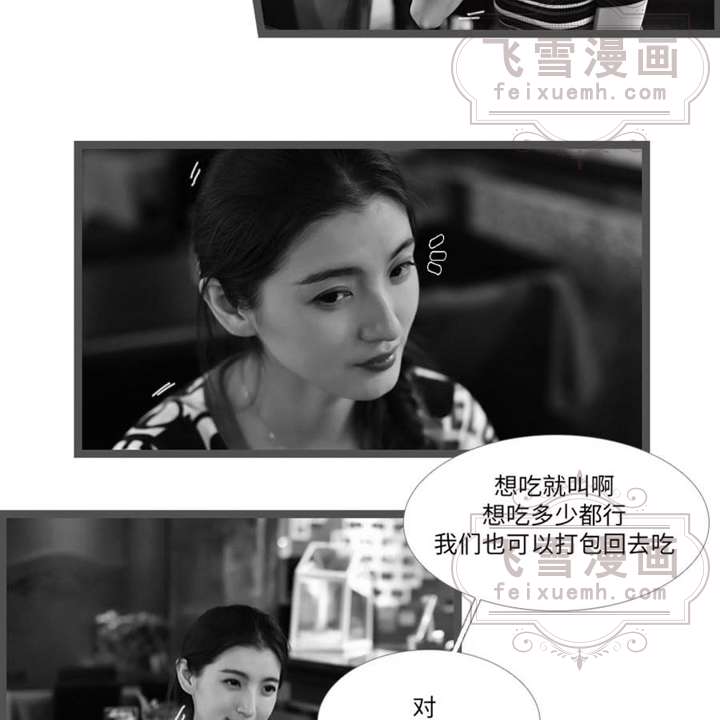 飞雪漫画
feixuemh.com
想吃就叫啊
想吃多少都行
我们也可以打包回去吃
飞雪漫画
feixuemh.com
对